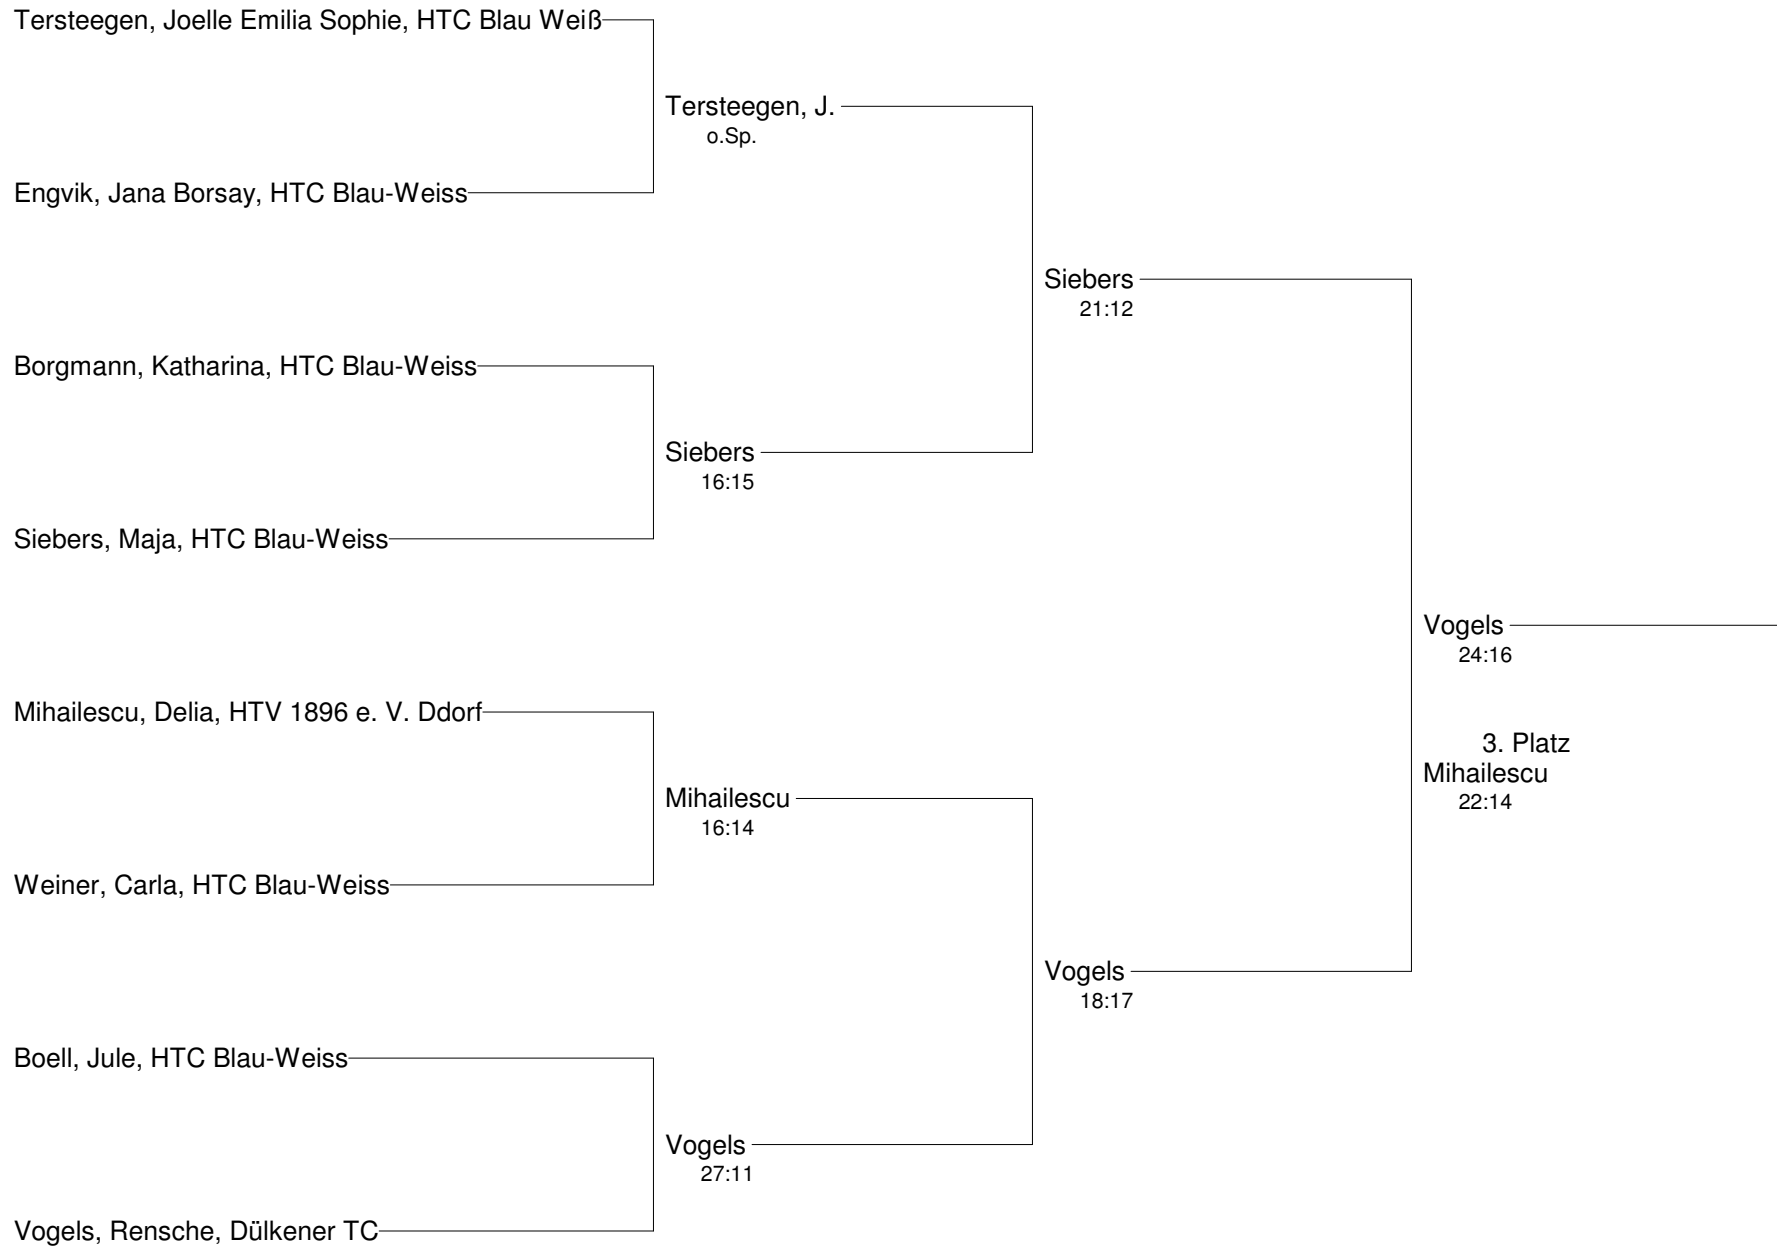 Tersteegen, Joelle Emilia Sophie, HTC Blau Weiß
Tersteegen, J.
o.Sp.
Engvik, Jana Borsay, HTC Blau-Weiss
Siebers
21:12
Borgmann, Katharina, HTC Blau-Weiss
Siebers
16:15
Siebers, Maja, HTC Blau-Weiss
Vogels
24:16
Mihailescu, Delia, HTV 1896 e. V. Ddorf
3. Platz
Mihailescu
22:14
Mihailescu
16:14
Weiner, Carla, HTC Blau-Weiss
Vogels
18:17
Boell, Jule, HTC Blau-Weiss
Vogels
27:11
Vogels, Rensche, Dülkener TC